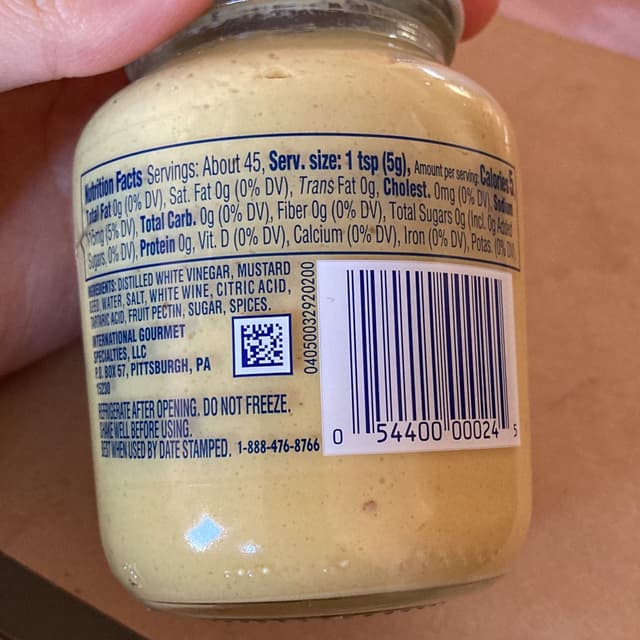 Nutrition Facts Servings: About 45, Serv. size: 1 tsp (5g), Amount per serving: Calories 5,
Total Fat 0g (0% DV), Sat. Fat 0g (0% DV), Trans Fat 0g, Cholest. 0mg (0% DV), Sodium
(5% DV), Total Carb. 0g (0% DV), Fiber 0g (0% DV), Total Sugars 0g (Incl. 0g Added
Sugars, 0% DV), Protein 0g, Vit. D (0% DV), Calcium (0% DV), Iron (0% DV), Potas. (0% DV)
INGREDIENTS: DISTILLED WHITE VINEGAR, MUSTARD
SEED, WATER, SALT, WHITE WINE, CITRIC ACID,
TARTARIC ACID, FRUIT PECTIN, SUGAR, SPICES.
INTERNATIONAL GOURMET
SPECIALTIES, LLC
P.O. BOX 57, PITTSBURGH, PA
15230
REFRIGERATE AFTER OPENING. DO NOT FREEZE.
SHAKE WELL BEFORE USING.
BEST WHEN USED BY DATE STAMPED. 1-888-476-8766
04050032920200
0 54400 00024 5